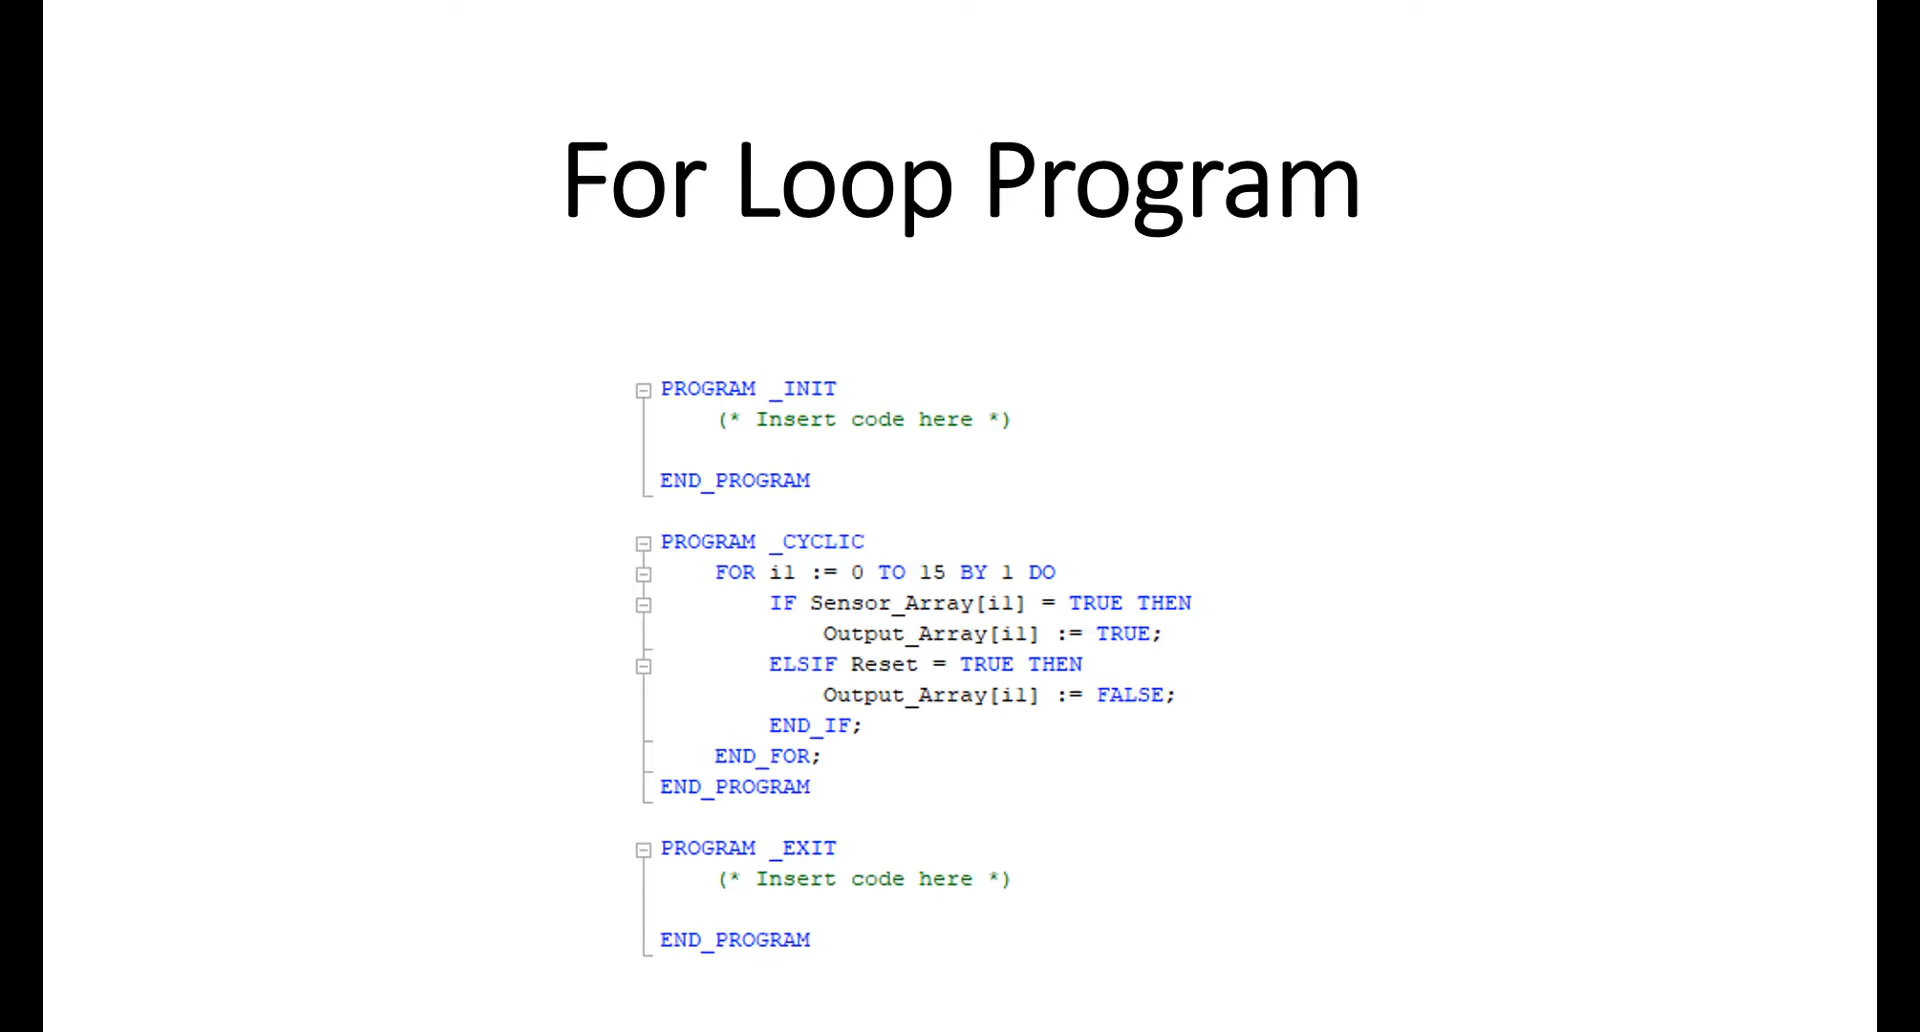 For Loop Program
PROGRAM _INIT
(* Insert code here *)
END_PROGRAM
PROGRAM _CYCLIC
FOR i1 := 0 TO 15 BY 1 DO
IF Sensor_Array[i1] = TRUE THEN
Output_Array[i1] := TRUE;
ELSIF Reset = TRUE THEN
Output_Array[i1] := FALSE;
END_IF;
END_FOR;
END_PROGRAM
PROGRAM _EXIT
(* Insert code here *)
END_PROGRAM